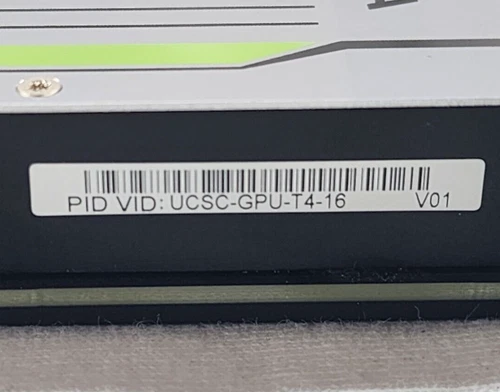 PID VID: UCSC-GPU-T4-16 V01